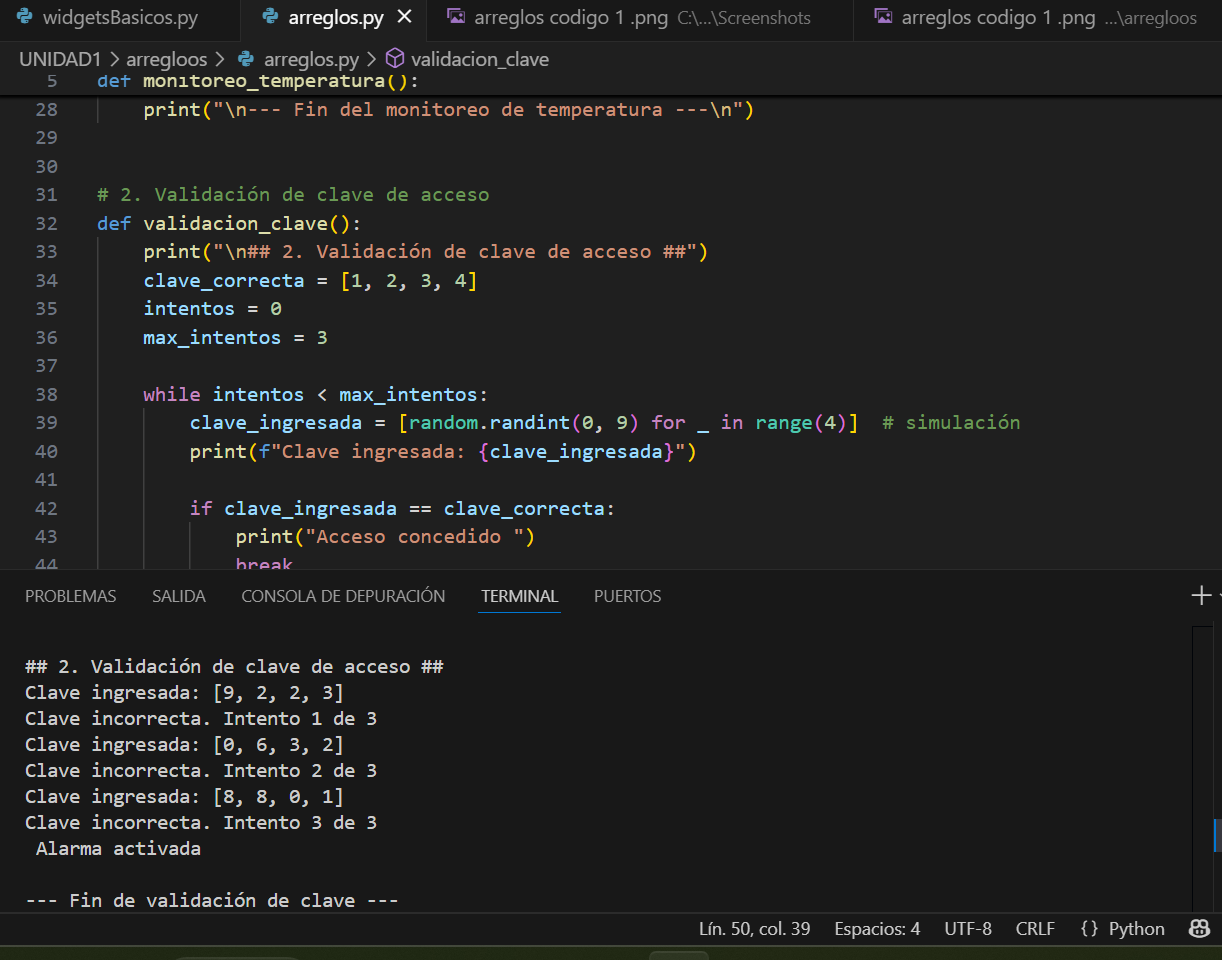 widgetsBasicos.py arreglos.py arreglos codigo 1 .png C:\...\Screenshots arreglos codigo 1 .png ...\arregloos
UNIDAD1 > arregloos > arreglos.py > validacion_clave
5 def monitoreo_temperatura():
28 print("\n--- Fin del monitoreo de temperatura ---\n")
29
30
31 # 2. Validación de clave de acceso
32 def validacion_clave():
33 print("\n## 2. Validación de clave de acceso ##")
34 clave_correcta = [1, 2, 3, 4]
35 intentos = 0
36 max_intentos = 3
37
38 while intentos < max_intentos:
39 clave_ingresada = [random.randint(0, 9) for _ in range(4)] # simulación
40 print(f"Clave ingresada: {clave_ingresada}")
41
42 if clave_ingresada == clave_correcta:
43 print("Acceso concedido ")
44 break
PROBLEMAS SALIDA CONSOLA DE DEPURACIÓN TERMINAL PUERTOS
## 2. Validación de clave de acceso ##
Clave ingresada: [9, 2, 2, 3]
Clave incorrecta. Intento 1 de 3
Clave ingresada: [0, 6, 3, 2]
Clave incorrecta. Intento 2 de 3
Clave ingresada: [8, 8, 0, 1]
Clave incorrecta. Intento 3 de 3
Alarma activada
--- Fin de validación de clave ---
Lín. 50, col. 39 Espacios: 4 UTF-8 CRLF {} Python